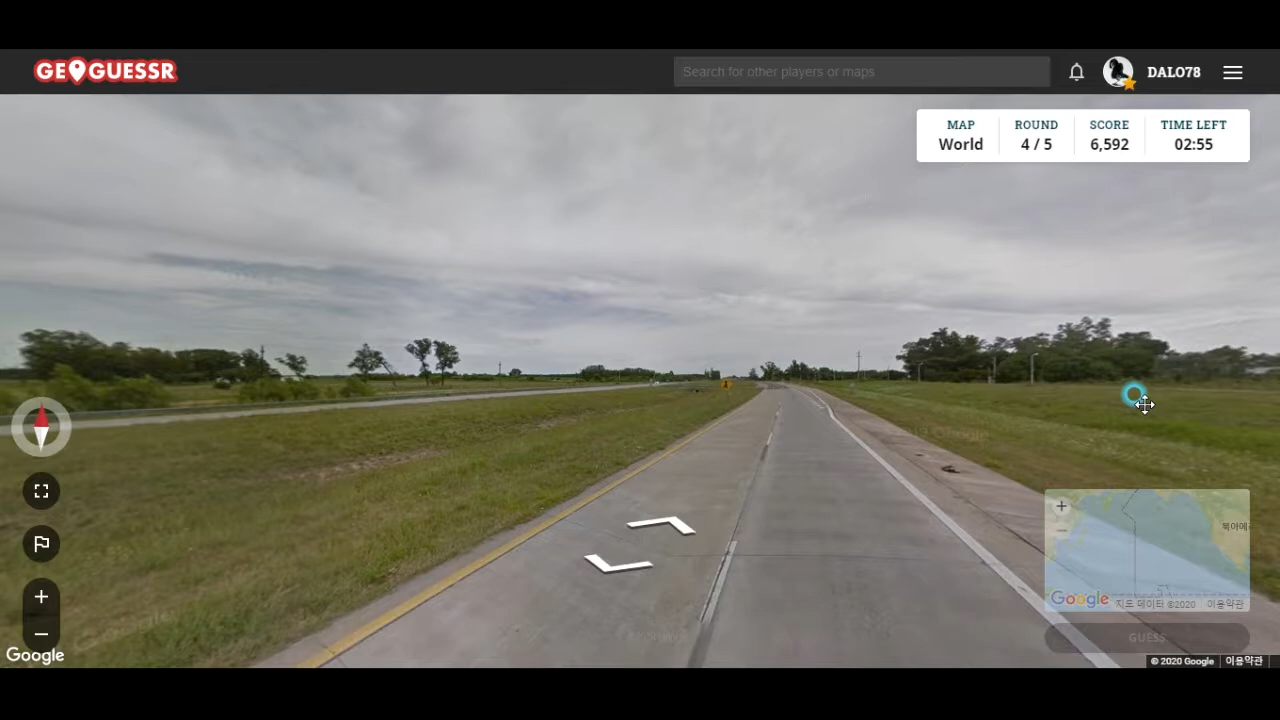 GEOGUESSR
Search for other players or maps
DALO78
MAP
World
ROUND
4 / 5
SCORE
6,592
TIME LEFT
02:55
Google
지도 데이터 ©2020
이용약관
GUESS
Google
© 2020 Google
이용약관